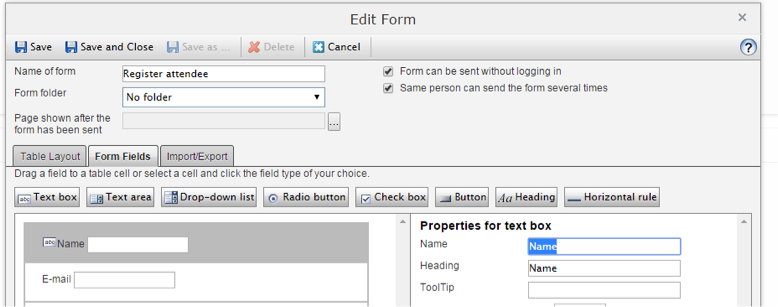 Edit Form
Save Save and Close Save as ... Delete Cancel ?
Name of form Register attendee Form can be sent without logging in
Form folder No folder Same person can send the form several times
Page shown after the
form has been sent ...
Table Layout Form Fields Import/Export
Drag a field to a table cell or select a cell and click the field type of your choice.
abc Text box Text area Drop-down list Radio button Check box Button Aa Heading Horizontal rule
Properties for text box
abc Name Name Name
E-mail Heading Name
ToolTip